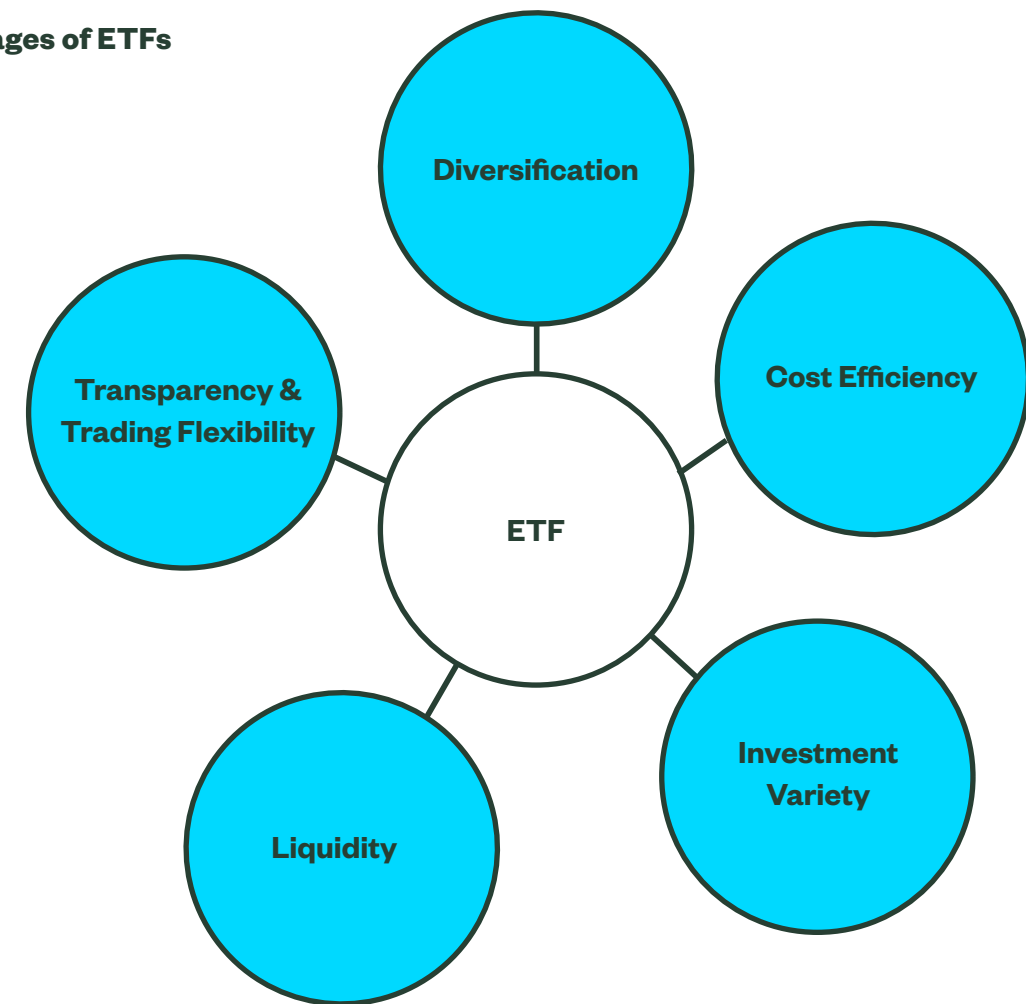 ages of ETFs
Diversification
Cost Efficiency
Transparency &
Trading Flexibility
ETF
Investment
Variety
Liquidity